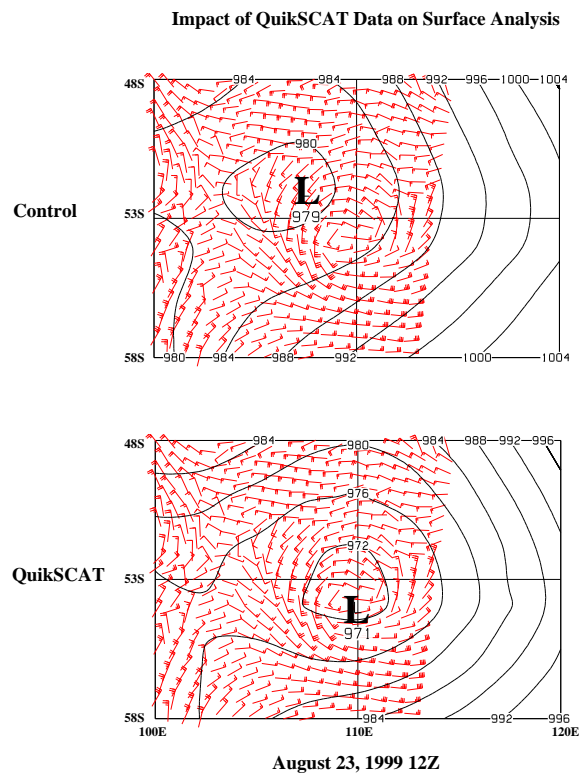 Impact of QuikSCAT Data on Surface Analysis
984 984 988 992 996 1000 1004
48S
980
L
Control
53S
979
58S
980 984 988 992 1000 1004
984 980 984 988 992 996
48S
976
972
QuikSCAT
53S
L
971
58S
984 992 996
100E 110E 120E
August 23, 1999 12Z